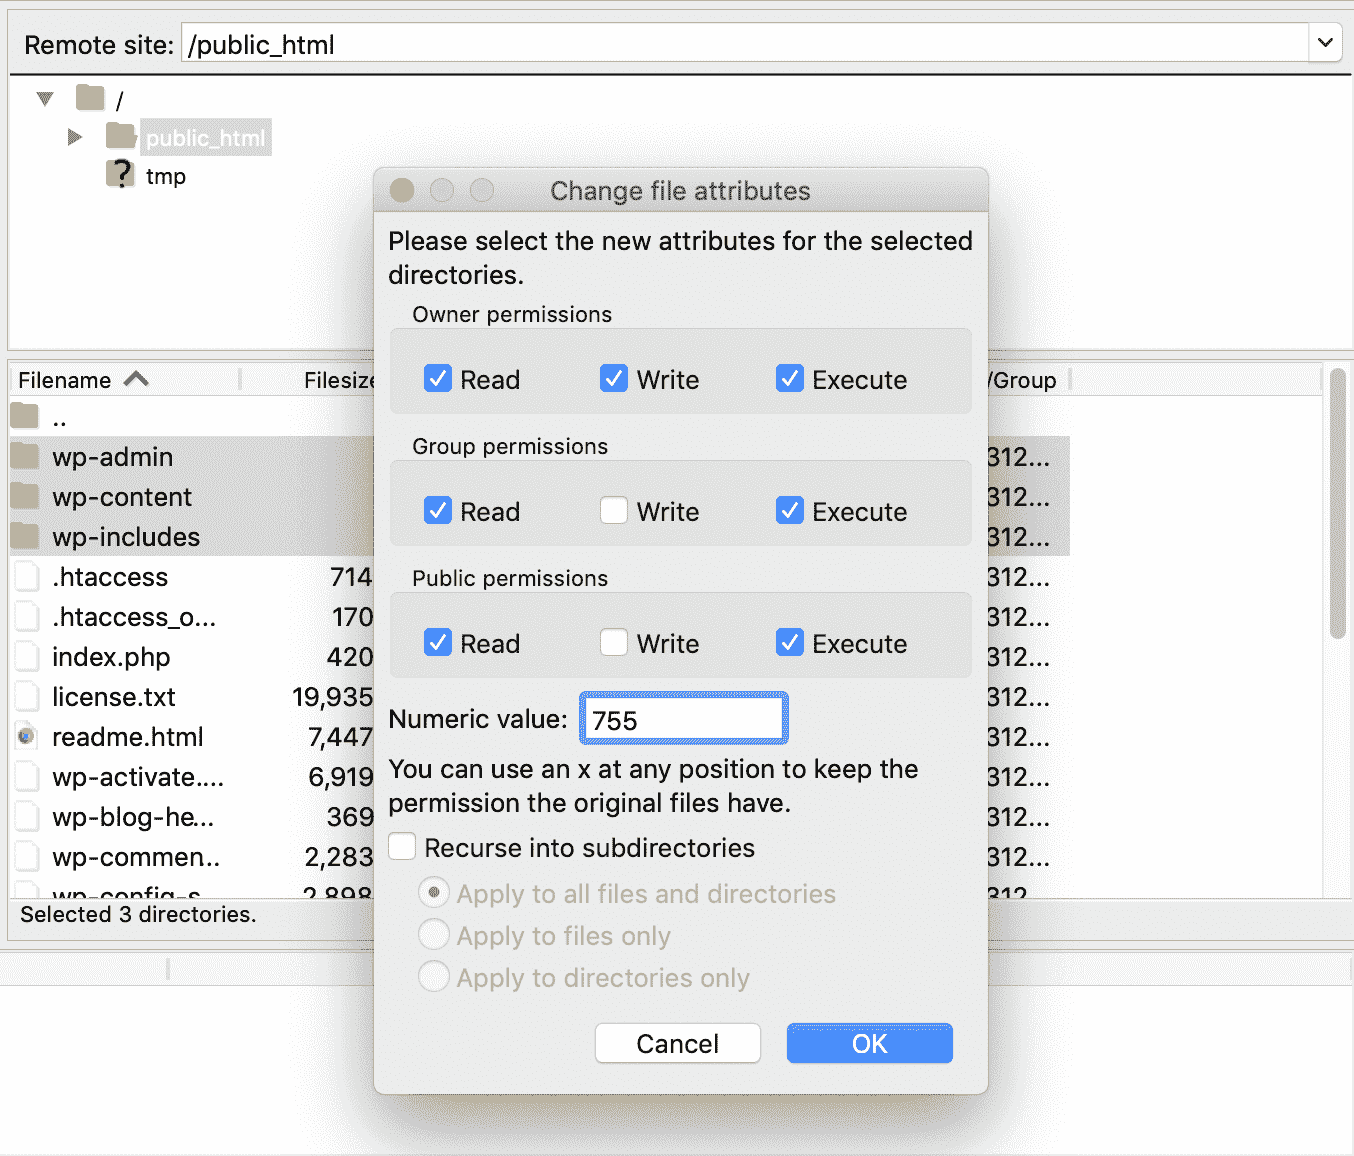 Remote site: /public_html
/
public_html
? tmp
Change file attributes
Please select the new attributes for the selected
directories.
Owner permissions
Read Write Execute
Group permissions
Read Write Execute
Public permissions
Read Write Execute
Numeric value: 755
You can use an x at any position to keep the
permission the original files have.
Recurse into subdirectories
Apply to all files and directories
Apply to files only
Apply to directories only
Cancel OK
Filename Filesize /Group
..
wp-admin 312...
wp-content 312...
wp-includes 312...
.htaccess 714 312...
.htaccess_o... 170 312...
index.php 420 312...
license.txt 19,935 312...
readme.html 7,447 312...
wp-activate.... 6,919 312...
wp-blog-he... 369 312...
wp-commen.. 2,283 312...
wp-config-s 2,898 312
Selected 3 directories.